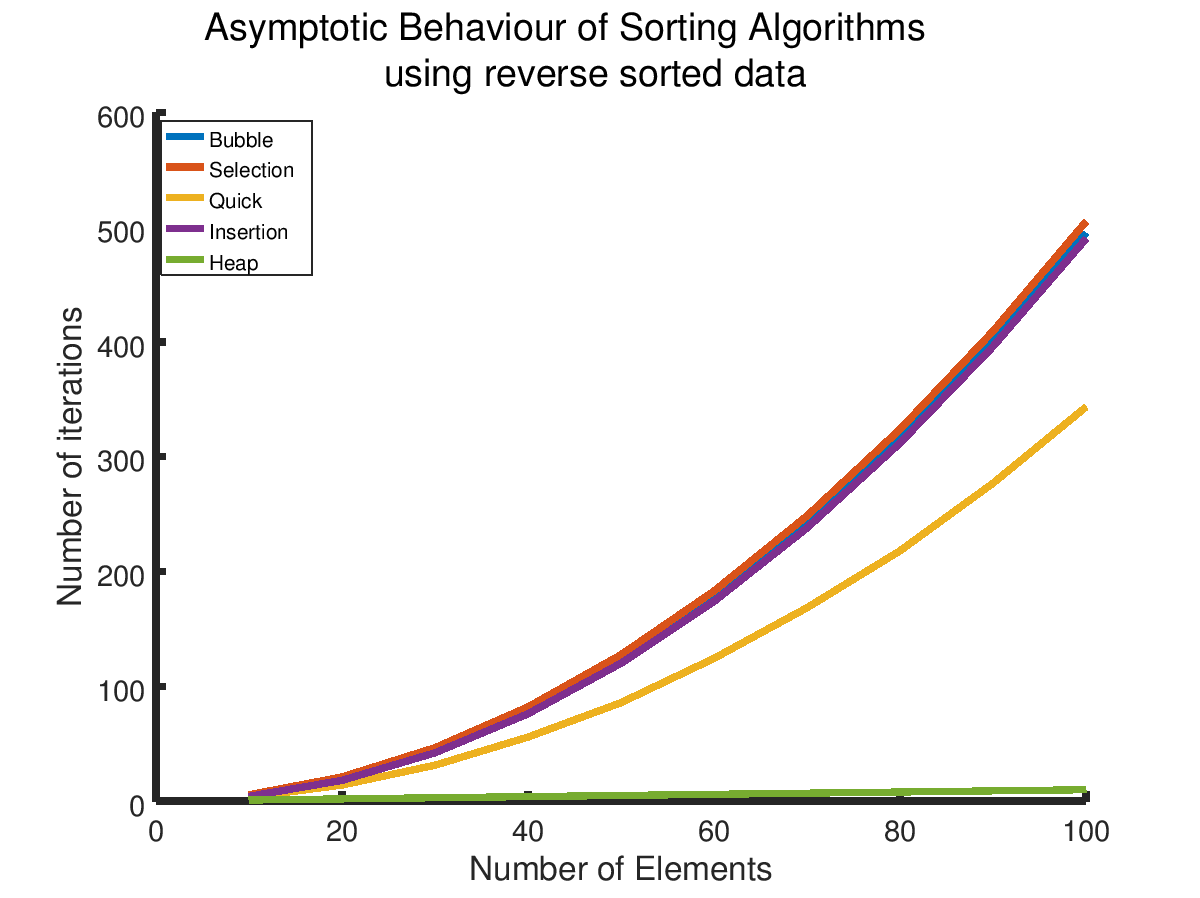 Asymptotic Behaviour of Sorting Algorithms
using reverse sorted data
600
500
400
300
200
100
0
Bubble
Selection
Quick
Insertion
Heap
Number of iterations
0 20 40 60 80 100
Number of Elements